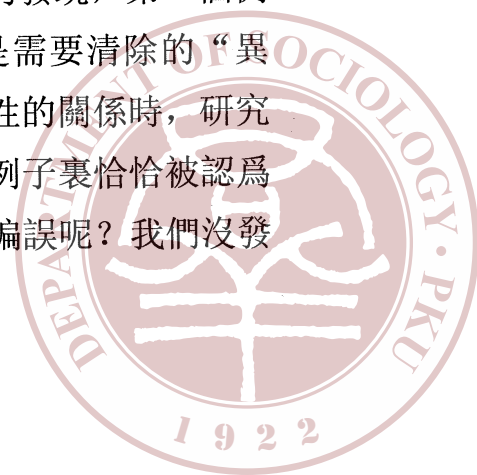 是需要清除的“異
性的關係時，研究
例子裏恰恰被認爲
偏誤呢？我們沒發
DEPARTMENT OF SOCIOLOGY · PKU
1922